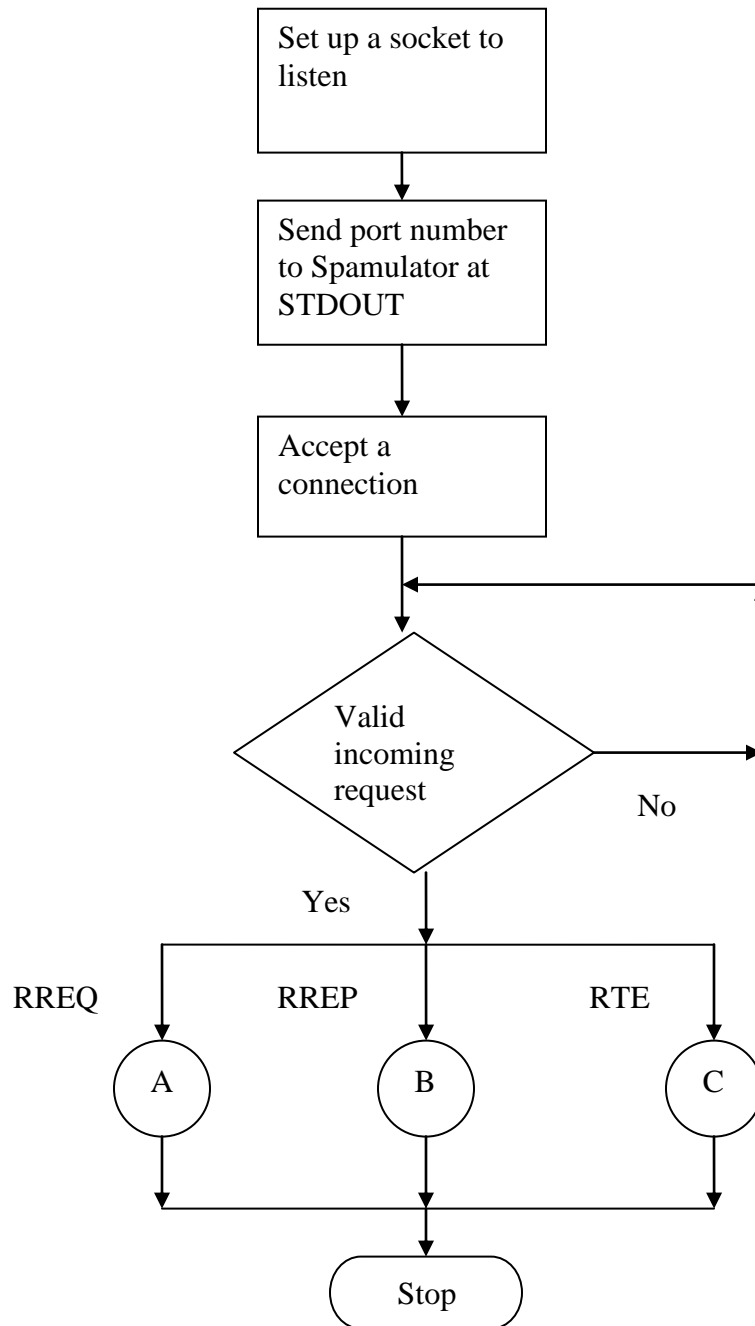 Set up a socket to
listen
Send port number
to Spamulator at
STDOUT
Accept a
connection
Valid
incoming
request
No
Yes
RREQ
RREP
RTE
A
B
C
Stop